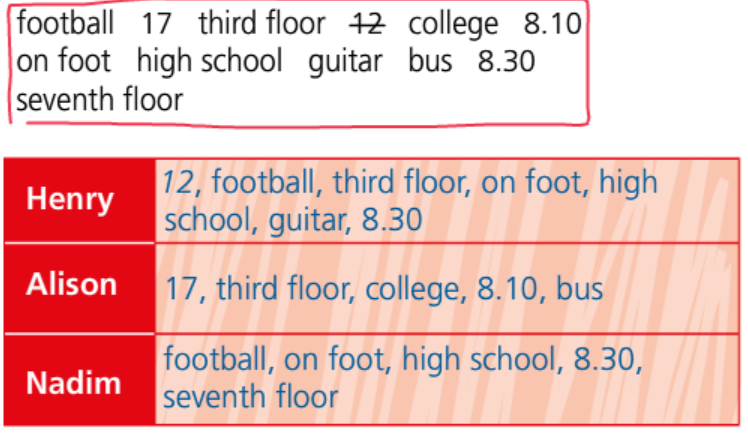 football 17 third floor 12 college 8.10
on foot high school guitar bus 8.30
seventh floor
Henry
12, football, third floor, on foot, high
school, guitar, 8.30
Alison
17, third floor, college, 8.10, bus
Nadim
football, on foot, high school, 8.30,
seventh floor